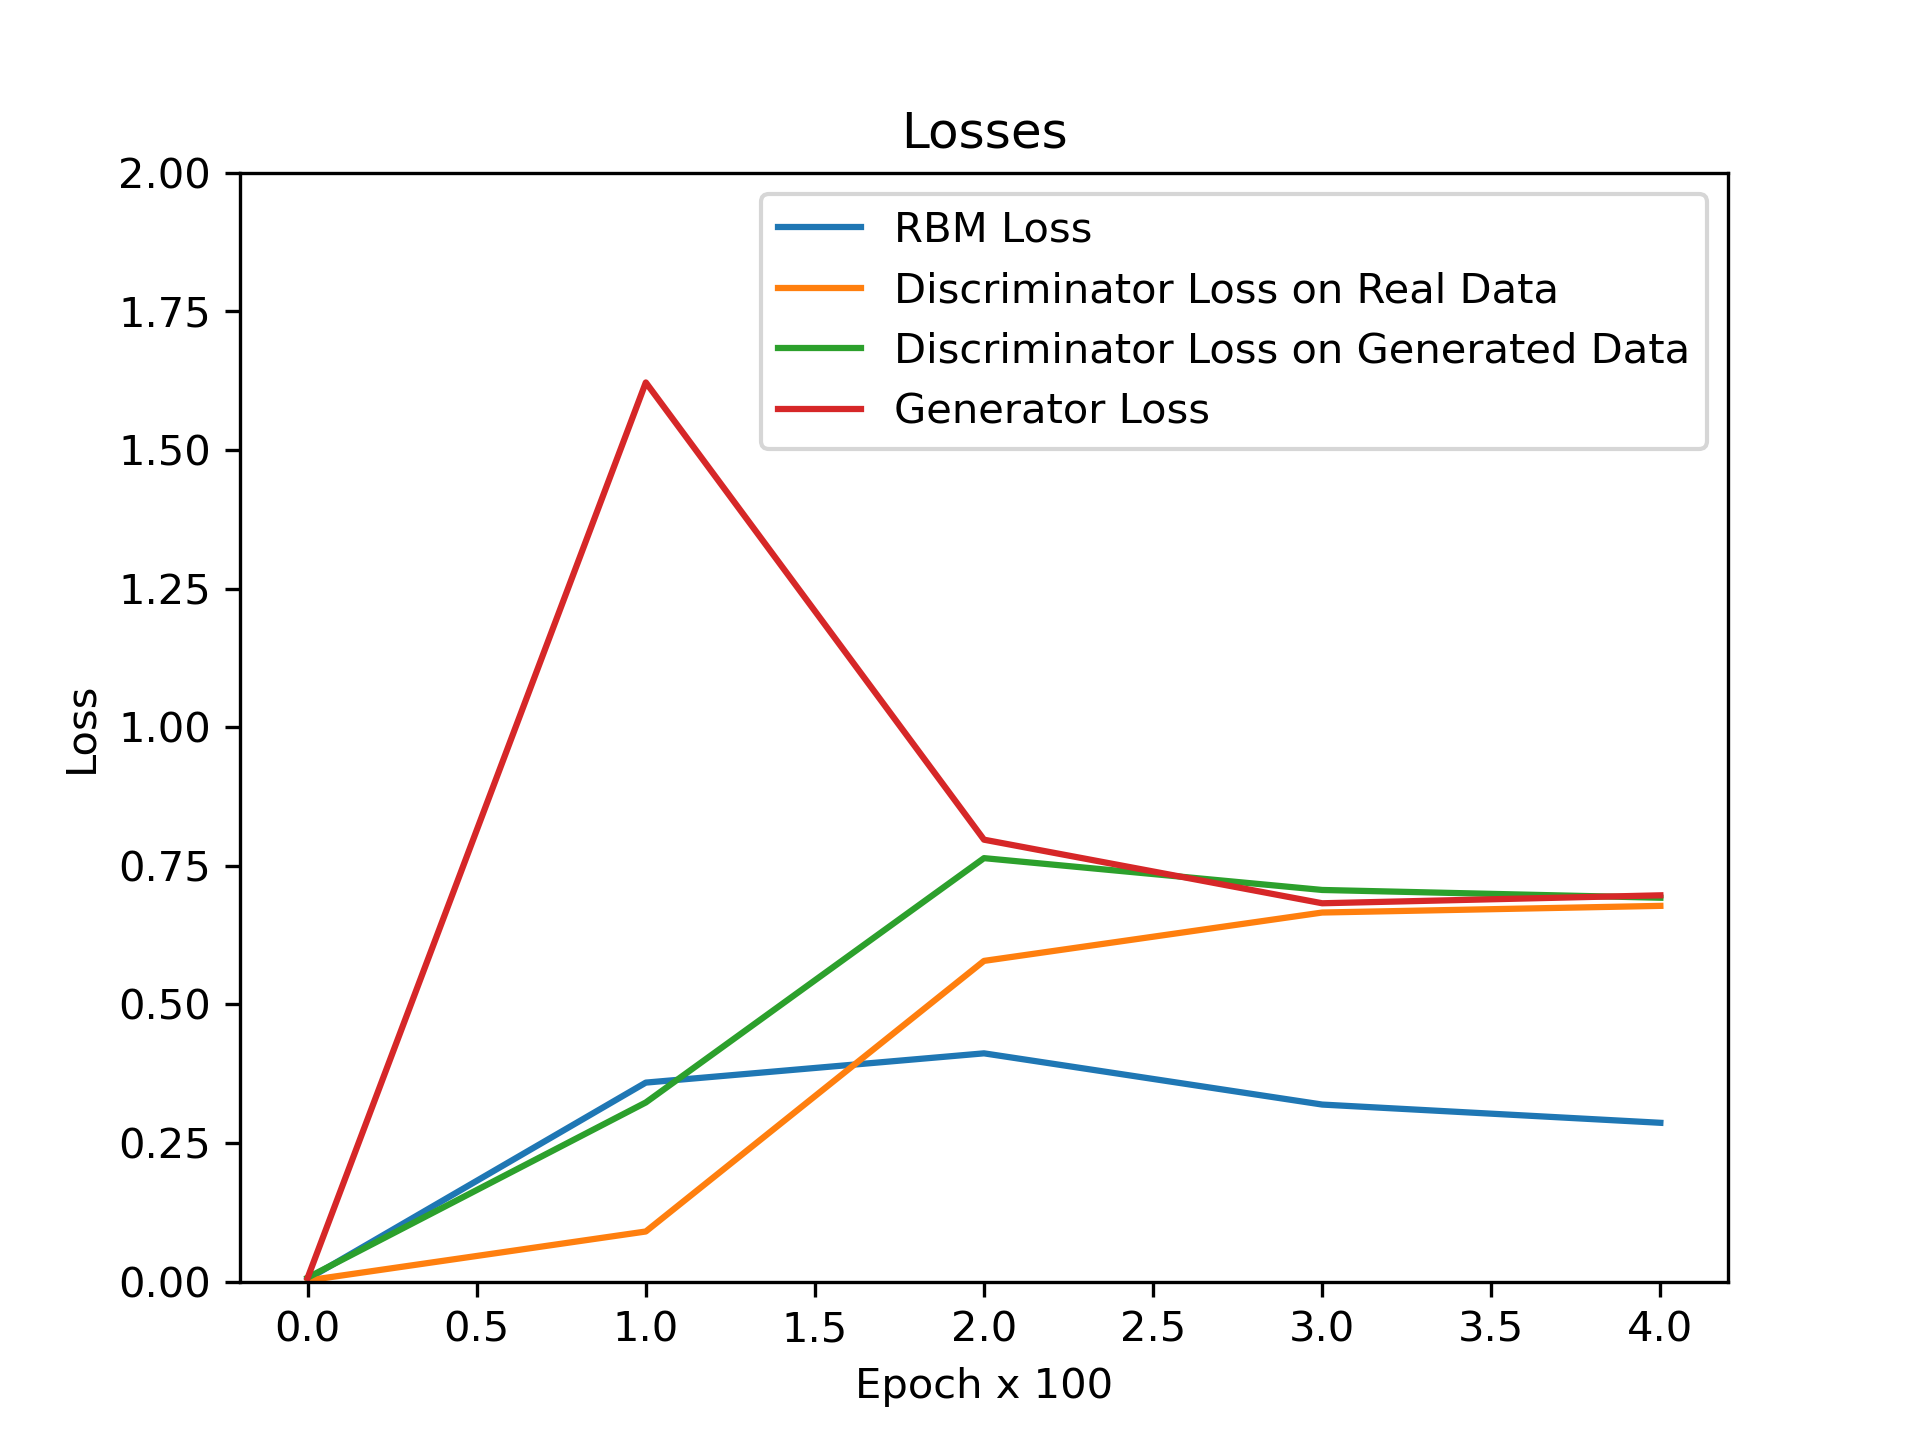 Losses
2.00
1.75
1.50
1.25
1.00
0.75
0.50
0.25
0.00
Loss
RBM Loss
Discriminator Loss on Real Data
Discriminator Loss on Generated Data
Generator Loss
0.0 0.5 1.0 1.5 2.0 2.5 3.0 3.5 4.0
Epoch x 100